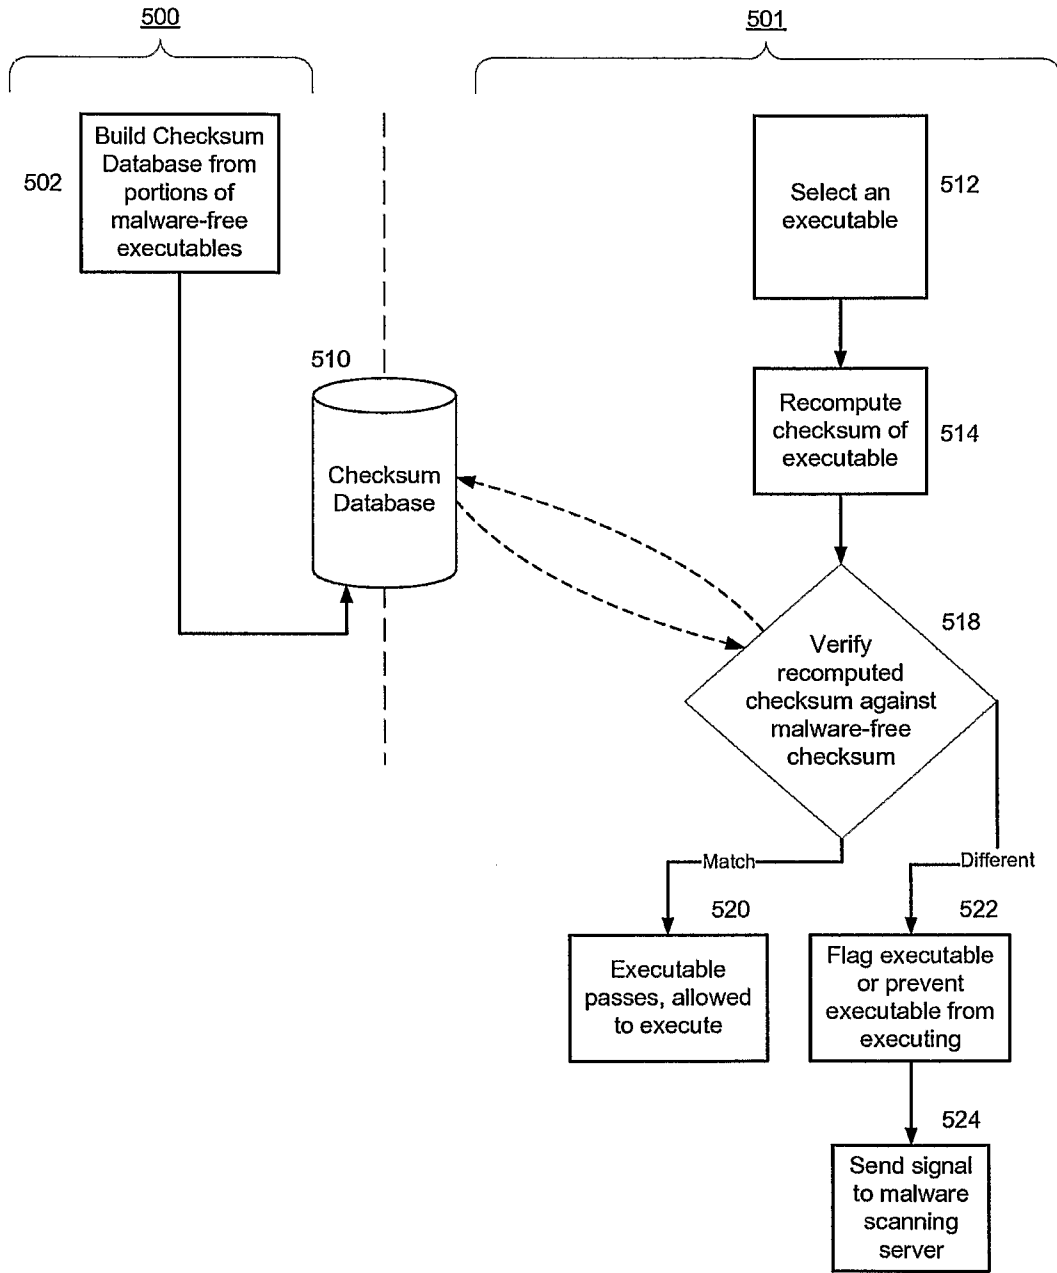 500
501
Build Checksum
Database from
portions of
malware-free
executables
502
Select an
executable
512
510
Checksum
Database
Recompute
checksum of
executable
514
518
Verify
recomputed
checksum against
malware-free
checksum
Match
Different
520
522
Executable
passes, allowed
to execute
Flag executable
or prevent
executable from
executing
524
Send signal
to malware
scanning
server